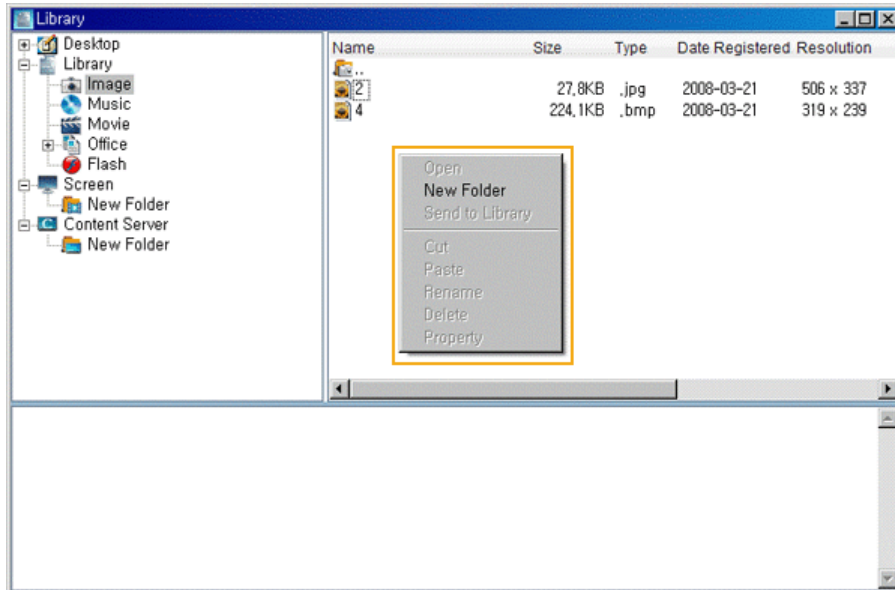 Library
Desktop
Library
Image
Music
Movie
Office
Flash
Screen
New Folder
Content Server
New Folder
Name Size Type Date Registered Resolution
..
2 27,8KB .jpg 2008-03-21 506 x 337
4 224,1KB .bmp 2008-03-21 319 x 239
Open
New Folder
Send to Library
Cut
Paste
Rename
Delete
Property